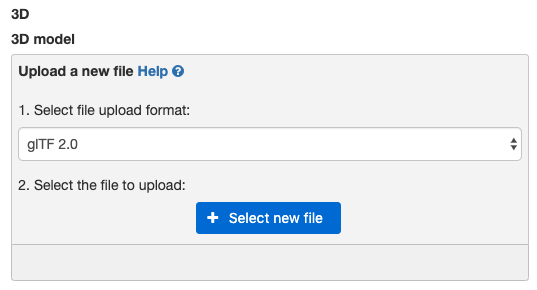 3D
3D model
Upload a new file Help ?
1. Select file upload format:
glTF 2.0
2. Select the file to upload:
+ Select new file